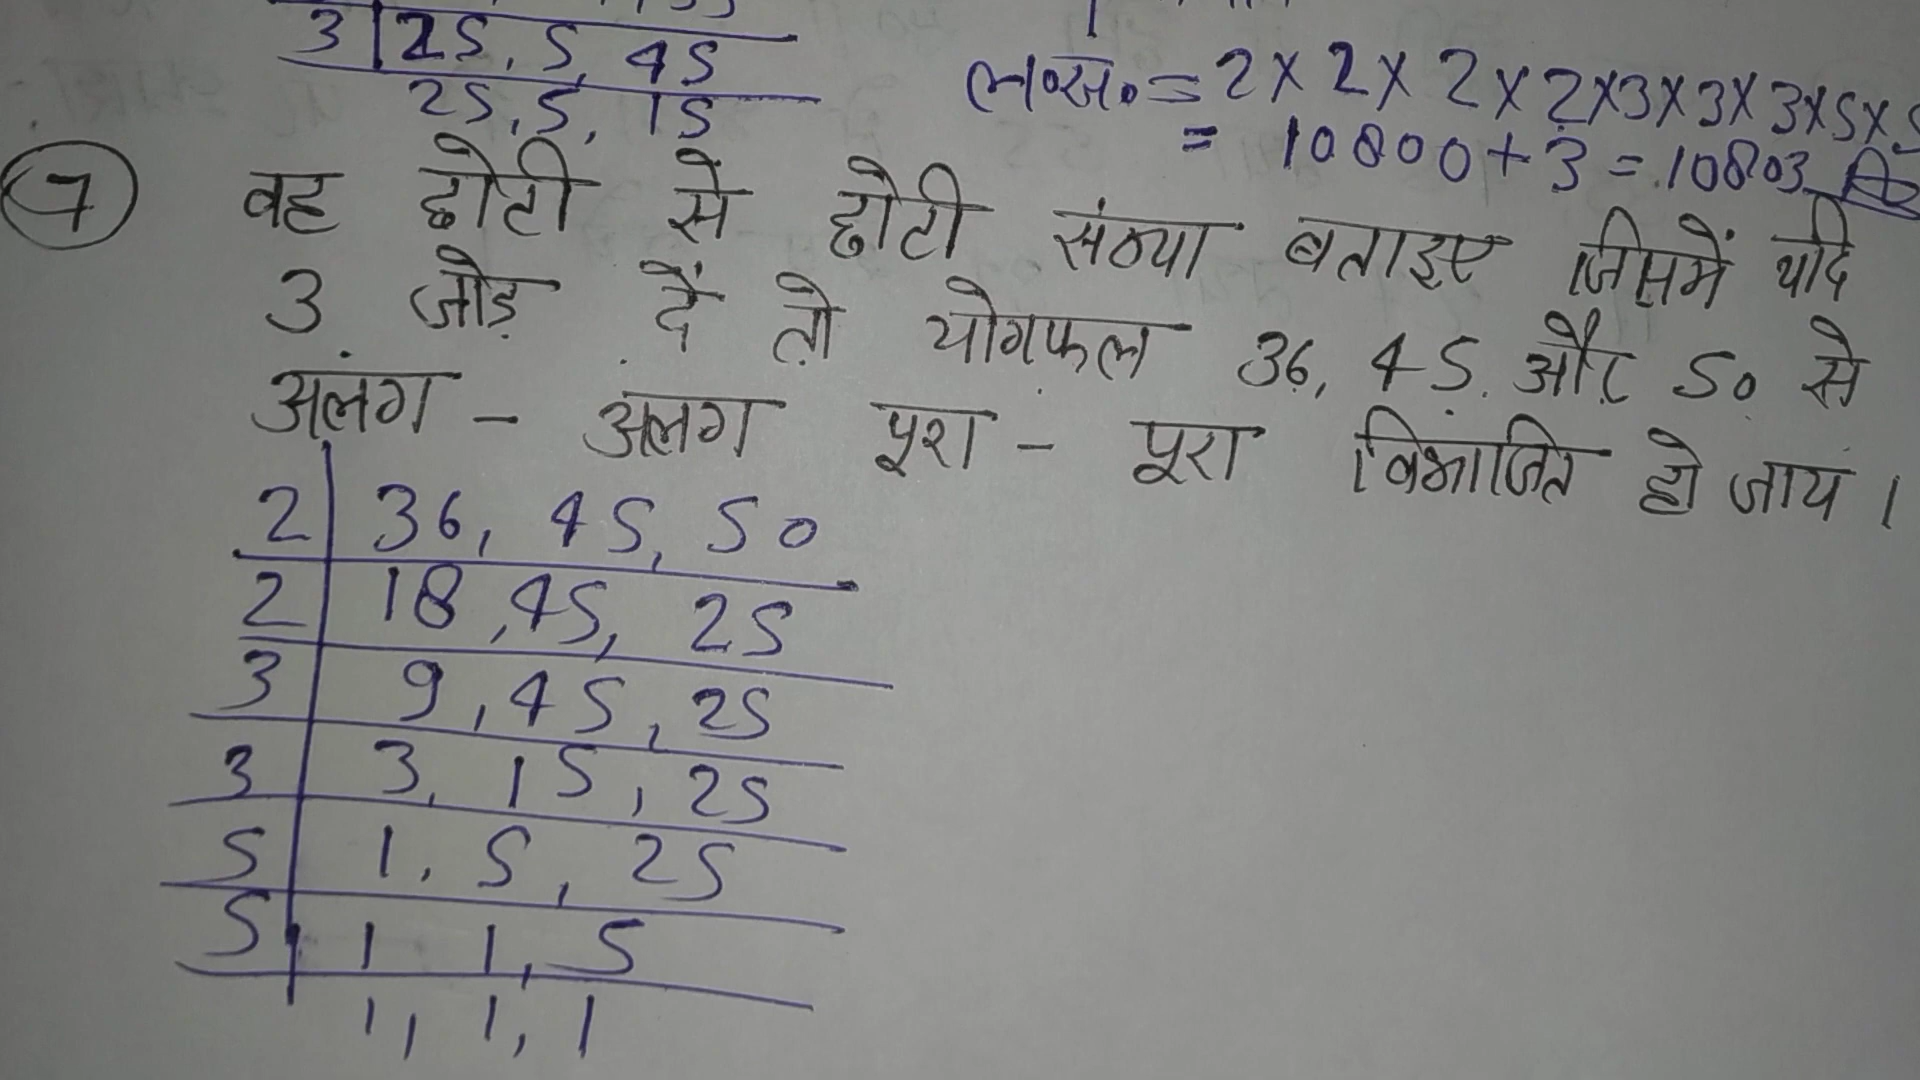 3 25, 5, 45
25, 5, 15
ल०स०. = 2 × 2 × 2 × 2 × 3 × 3 × 3 × 5 × 5
= 10800 + 3 = 10803
7 वह छोटी से छोटी संख्या बताइए जिसमें यदि
3 जोड़ दें तो योगफल 36, 45. और 50 से
अलग - अलग पूरा - पूरा विभाजित हो जाय ।
2 36, 45, 50
2 18, 45, 25
3 9, 45, 25
3 3, 15, 25
5 1, 5, 25
5 1 1, 5
1, 1, 1